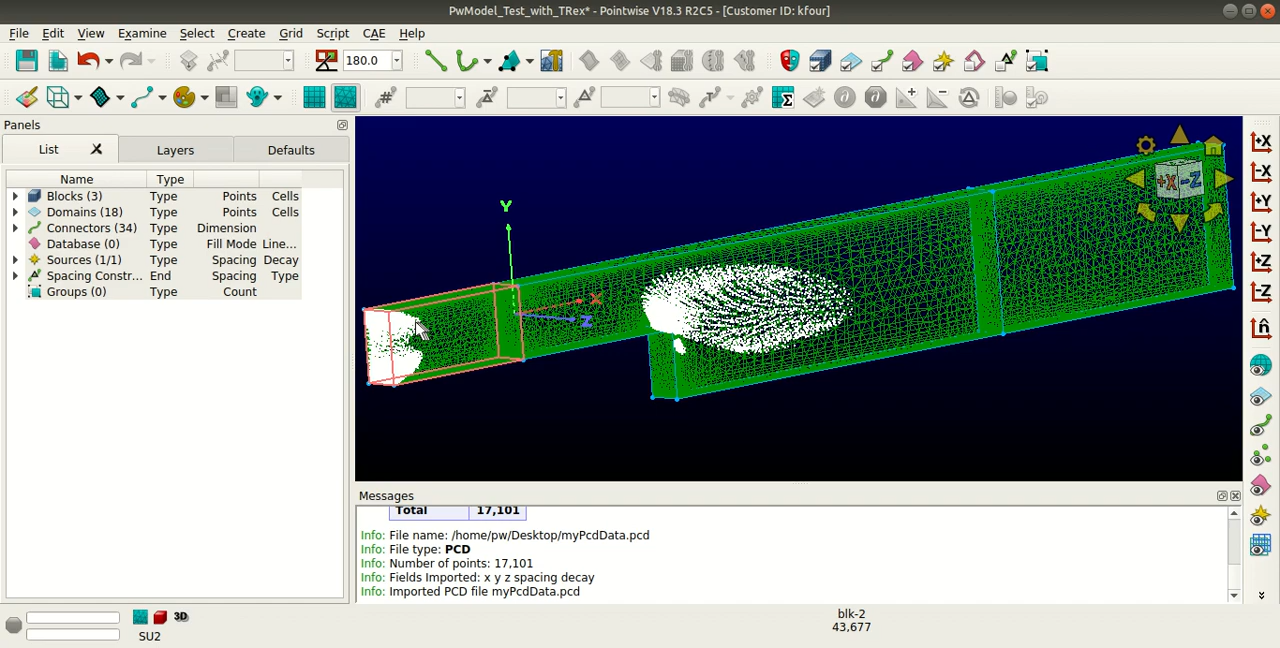 PwModel_Test_with_TRex* - Pointwise V18.3 R2C5 - [Customer ID: kfour]
File Edit View Examine Select Create Grid Script CAE Help
180.0
Panels
List Layers Defaults
Name Type
Blocks (3) Type Points Cells
Domains (18) Type Points Cells
Connectors (34) Type Dimension
Database (0) Type Fill Mode Line...
Sources (1/1) Type Spacing Decay
Spacing Constr... End Spacing Type
Groups (0) Type Count
Y
X
Z
+X -Z
+X
-X
+Y
-Y
+Z
-Z
n̂
Messages
Total 17,101
Info: File name: /home/pw/Desktop/myPcdData.pcd
Info: File type: PCD
Info: Number of points: 17,101
Info: Fields Imported: x y z spacing decay
Info: Imported PCD file myPcdData.pcd
3D
SU2
blk-2
43,677